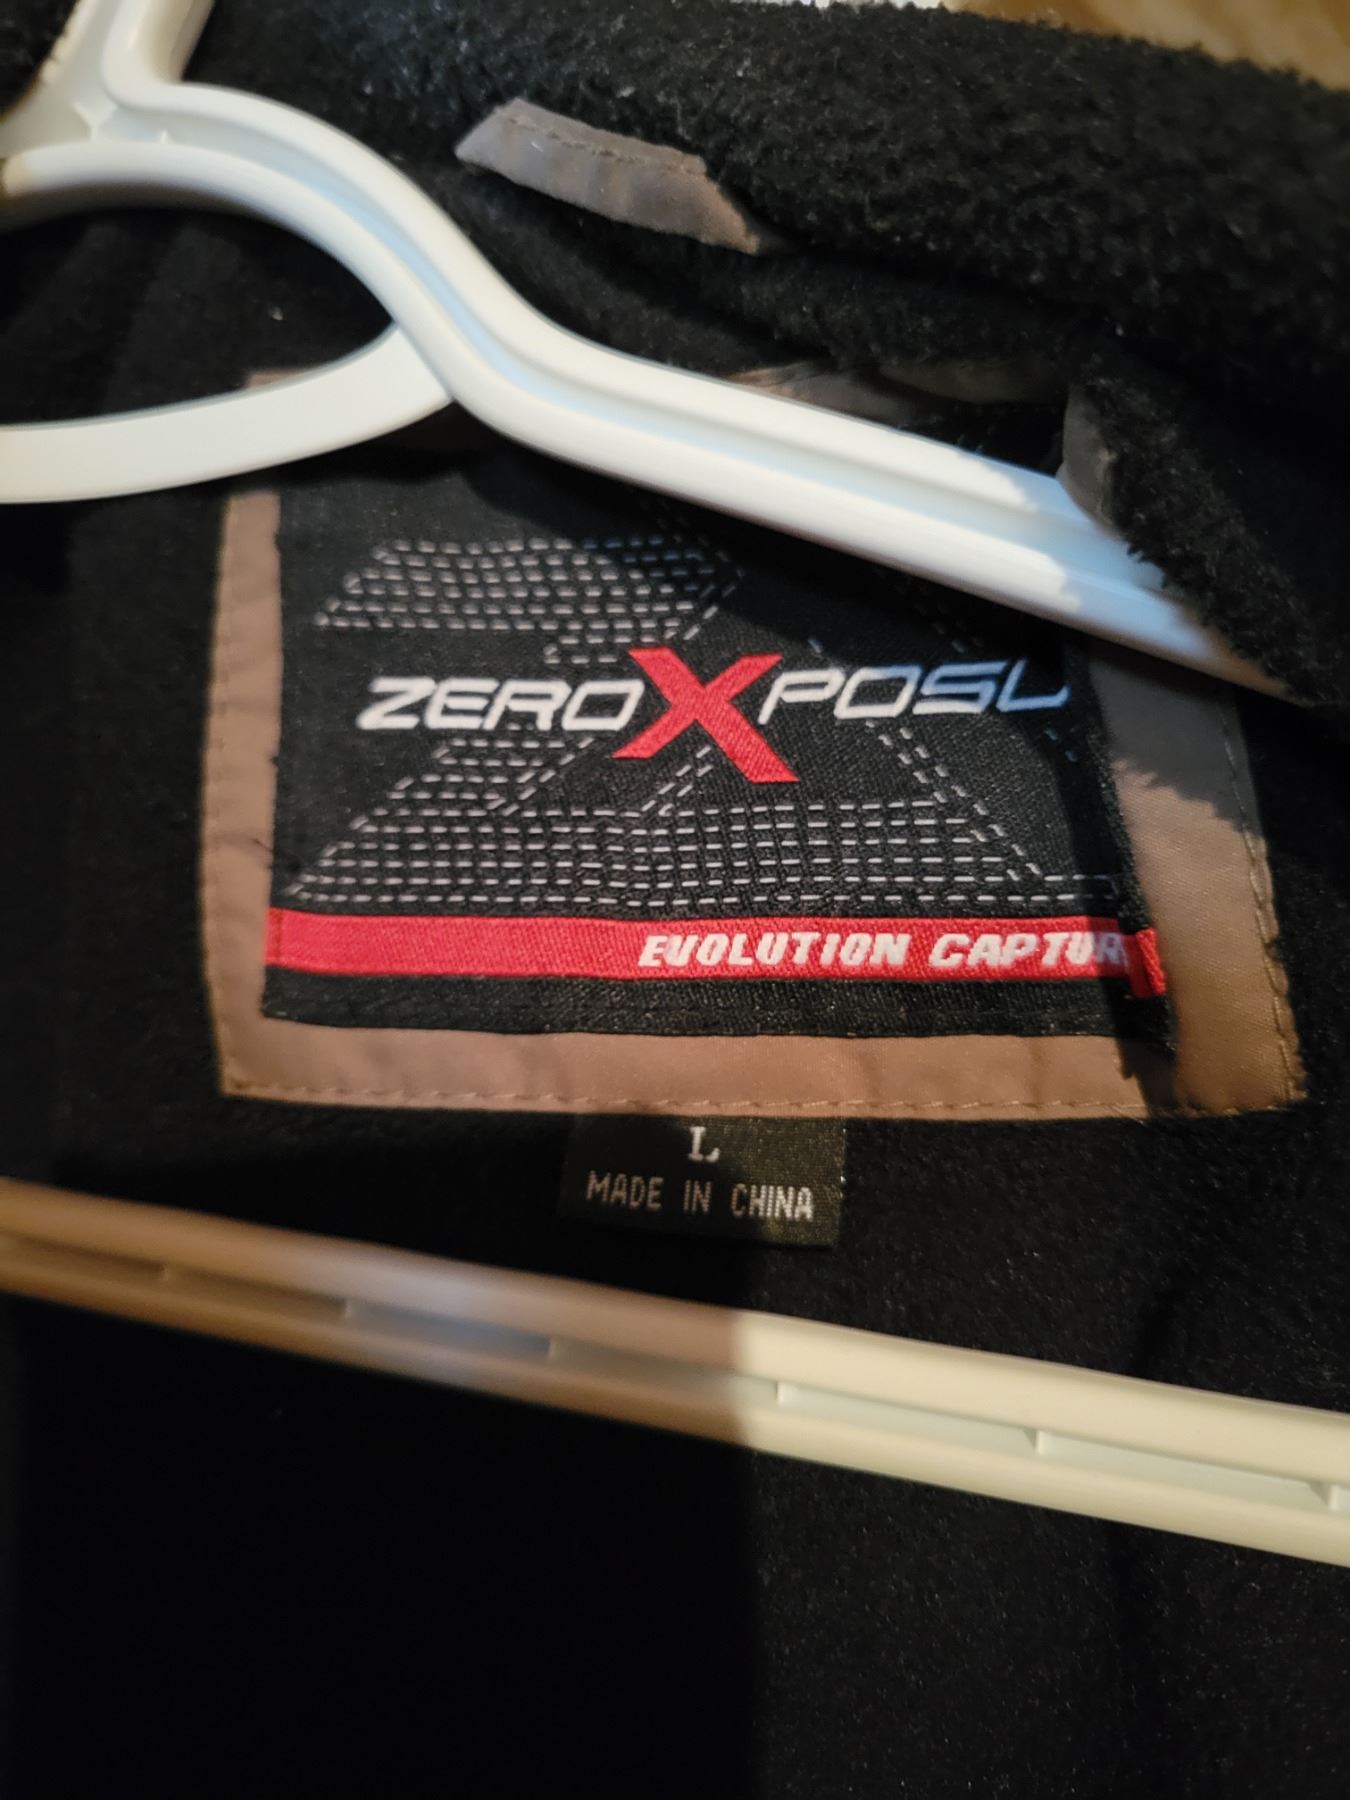 ZEROXPOSU
EVOLUTION CAPTUR
L
MADE IN CHINA